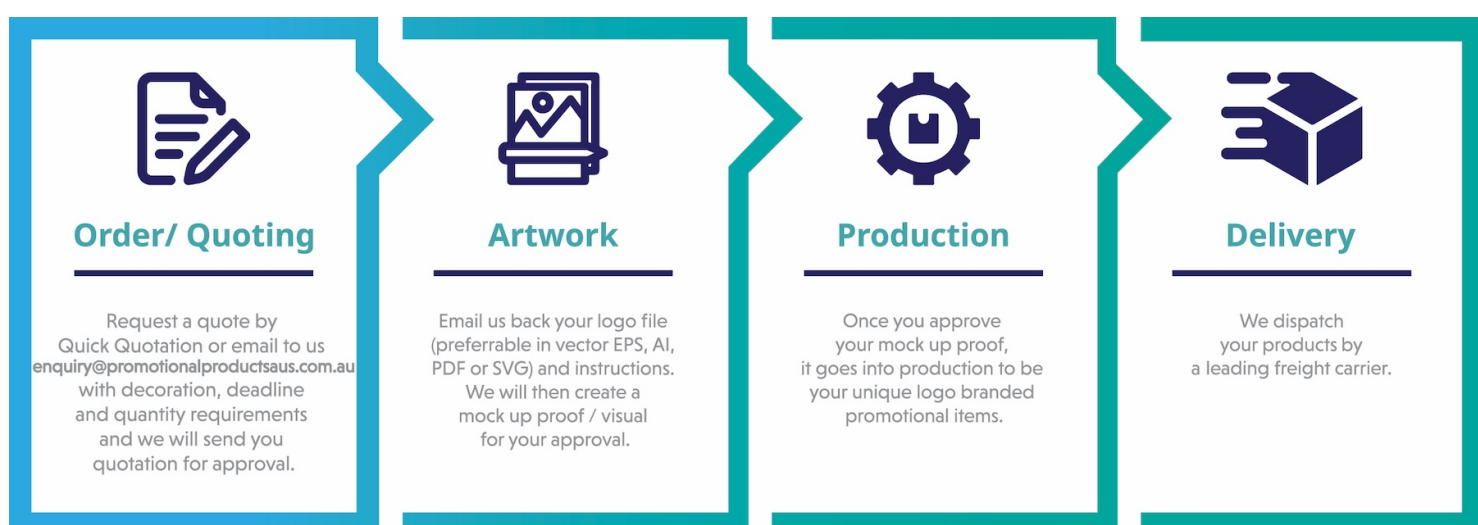 Order/ Quoting
Request a quote by
Quick Quotation or email to us
enquiry@promotionalproductsaus.com.au
with decoration, deadline
and quantity requirements
and we will send you
quotation for approval.
Artwork
Email us back your logo file
(preferrable in vector EPS, AI,
PDF or SVG) and instructions.
We will then create a
mock up proof / visual
for your approval.
Production
Once you approve
your mock up proof,
it goes into production to be
your unique logo branded
promotional items.
Delivery
We dispatch
your products by
a leading freight carrier.